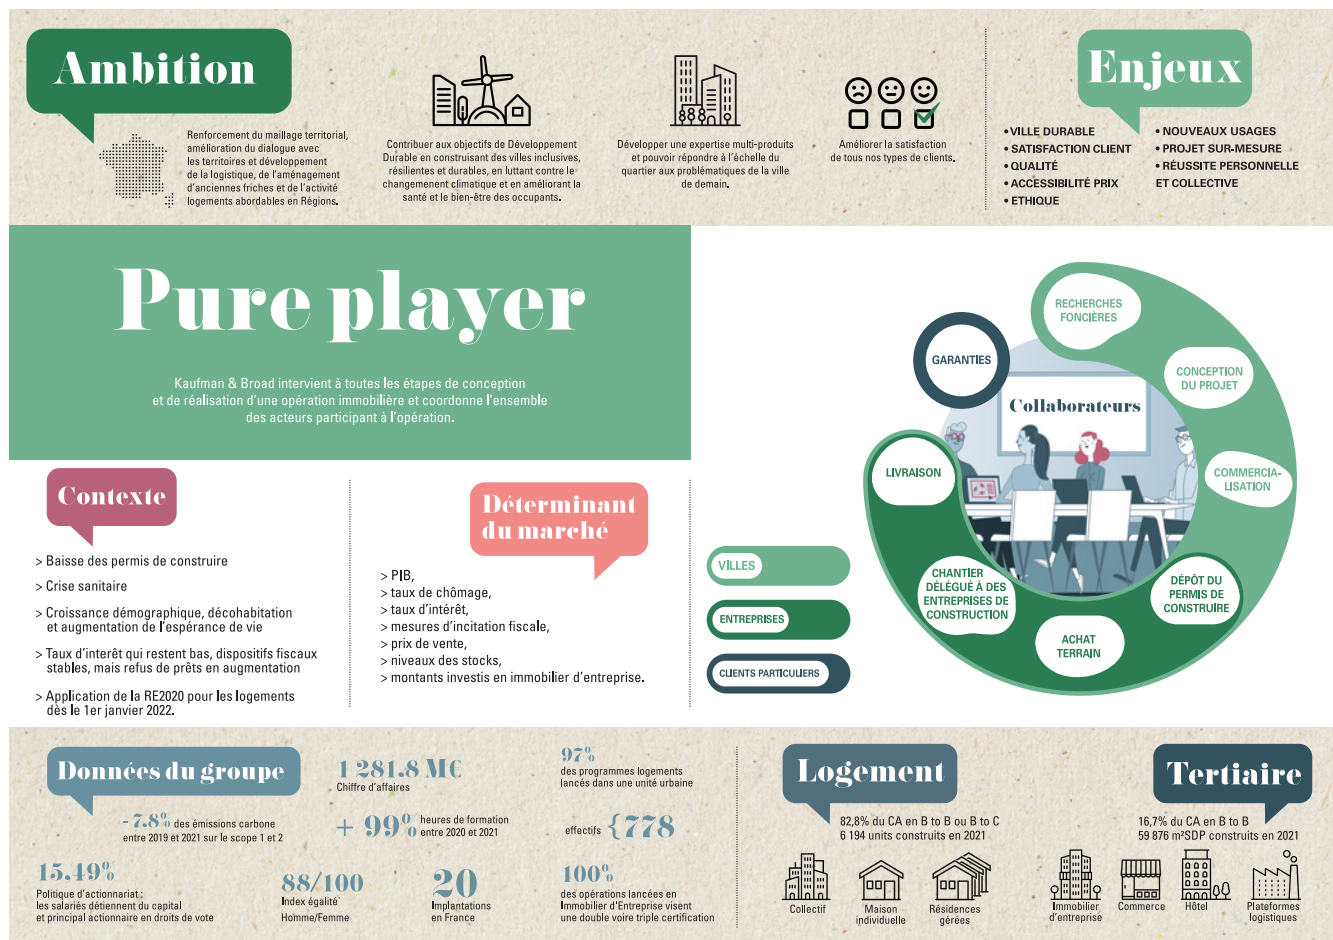 Ambition
Renforcement du maillage territorial,
amélioration du dialogue avec
les territoires et développement
de la logistique, de l'aménagement
d'anciennes friches et de l'activité
logements abordables en Régions.
Contribuer aux objectifs de Développement
Durable en construisant des villes inclusives,
résilientes et durables, en luttant contre le
changemenent climatique et en améliorant la
santé et le bien-être des occupants.
Développer une expertise multi-produits
et pouvoir répondre à l'échelle du
quartier aux problématiques de la ville
de demain.
Améliorer la satisfaction
de tous nos types de clients.
Enjeux
• VILLE DURABLE
• SATISFACTION CLIENT
• QUALITÉ
• ACCESSIBILITÉ PRIX
• ETHIQUE
• NOUVEAUX USAGES
• PROJET SUR-MESURE
• RÉUSSITE PERSONNELLE
ET COLLECTIVE
Pure player
Kaufman & Broad intervient à toutes les étapes de conception
et de réalisation d'une opération immobilière et coordonne l'ensemble
des acteurs participant à l'opération.
Contexte
> Baisse des permis de construire
> Crise sanitaire
> Croissance démographique, décohabitation
et augmentation de l'espérance de vie
> Taux d'intérêt qui restent bas, dispositifs fiscaux
stables, mais refus de prêts en augmentation
> Application de la RE2020 pour les logements
dès le 1er janvier 2022.
Déterminant
du marché
> PIB,
> taux de chômage,
> taux d'intérêt,
> mesures d'incitation fiscale,
> prix de vente,
> niveaux des stocks,
> montants investis en immobilier d'entreprise.
VILLES
ENTREPRISES
CLIENTS PARTICULIERS
RECHERCHES
FONCIÈRES
CONCEPTION
DU PROJET
COMMERCIA-
LISATION
DÉPÔT DU
PERMIS DE
CONSTRUIRE
ACHAT
TERRAIN
CHANTIER
DÉLÉGUÉ À DES
ENTREPRISES DE
CONSTRUCTION
LIVRAISON
GARANTIES
Collaborateurs
Données du groupe
- 7,8% des émissions carbone
entre 2019 et 2021 sur le scope 1 et 2
15,49%
Politique d'actionnariat :
les salariés détiennent du capital
et principal actionnaire en droits de vote
1 281,8 M€
Chiffre d'affaires
+ 99% heures de formation
entre 2020 et 2021
88/100
Index égalité*
Homme/Femme
20
Implantations
en France
97%
des programmes logements
lancés dans une unité urbaine
effectifs {778
100%
des opérations lancées en
Immobilier d'Entreprise visent
une double voire triple certification
Logement
82,8% du CA en B to B ou B to C
6 194 units construits en 2021
Collectif
Maison
individuelle
Résidences
gérées
Tertiaire
16,7% du CA en B to B
59 876 m²SDP construits en 2021
Immobilier
d'entreprise
Commerce
Hôtel
Plateformes
logistiques